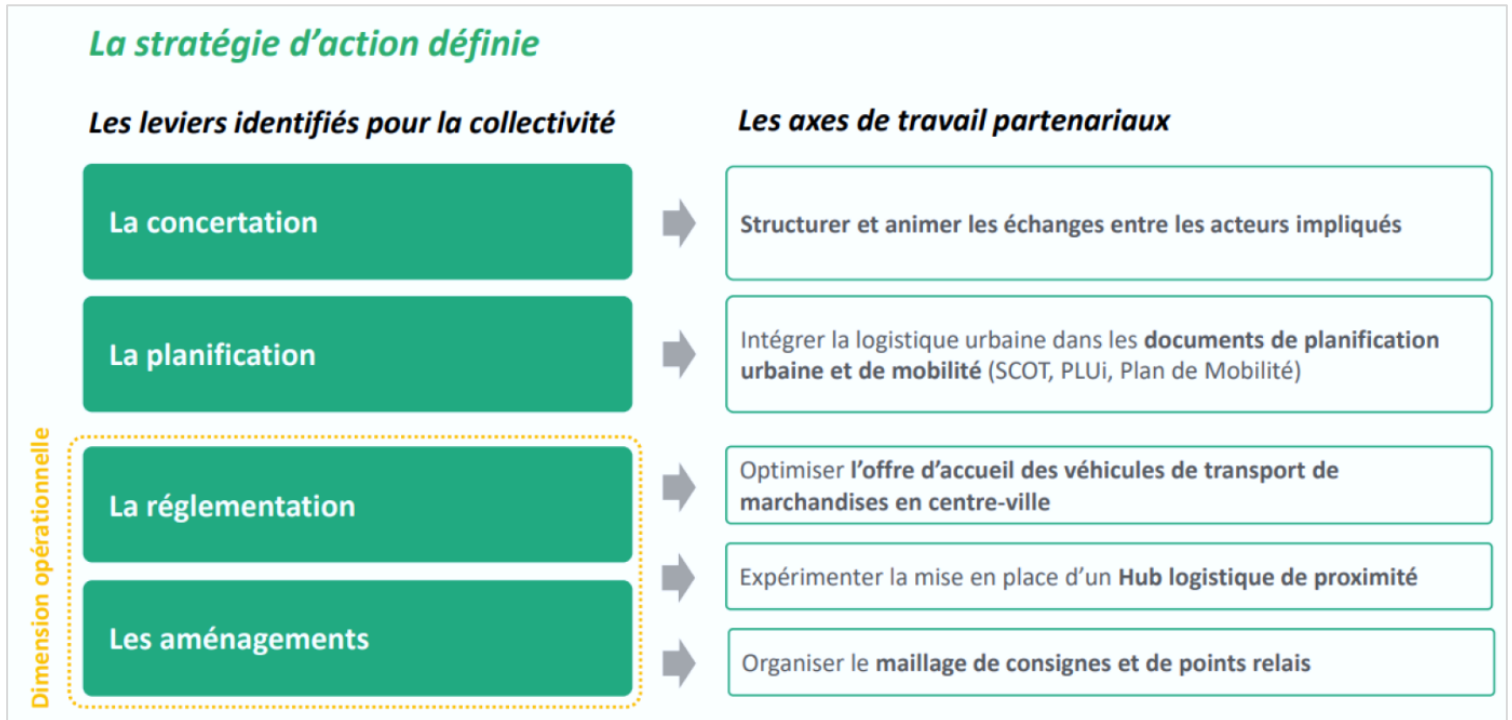 La stratégie d’action définie
Les leviers identifiés pour la collectivité
Les axes de travail partenariaux
La concertation
Structurer et animer les échanges entre les acteurs impliqués
La planification
Intégrer la logistique urbaine dans les documents de planification
urbaine et de mobilité (SCOT, PLUi, Plan de Mobilité)
Dimension opérationnelle
La réglementation
Optimiser l’offre d’accueil des véhicules de transport de
marchandises en centre-ville
Expérimenter la mise en place d’un Hub logistique de proximité
Les aménagements
Organiser le maillage de consignes et de points relais